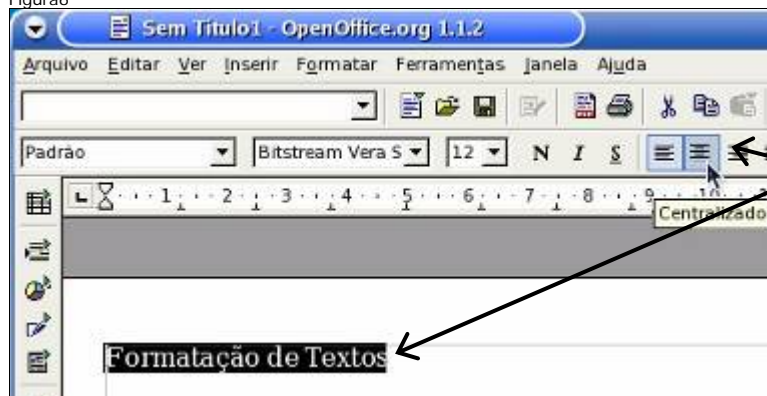 Figura6
Sem Título1 - OpenOffice.org 1.1.2
Arquivo Editar Ver Inserir Formatar Ferramentas Janela Ajuda
Padrão Bitstream Vera S 12 N I S
1 2 3 4 5 6 7 8 9 10
Centralizado
Formatação de Textos